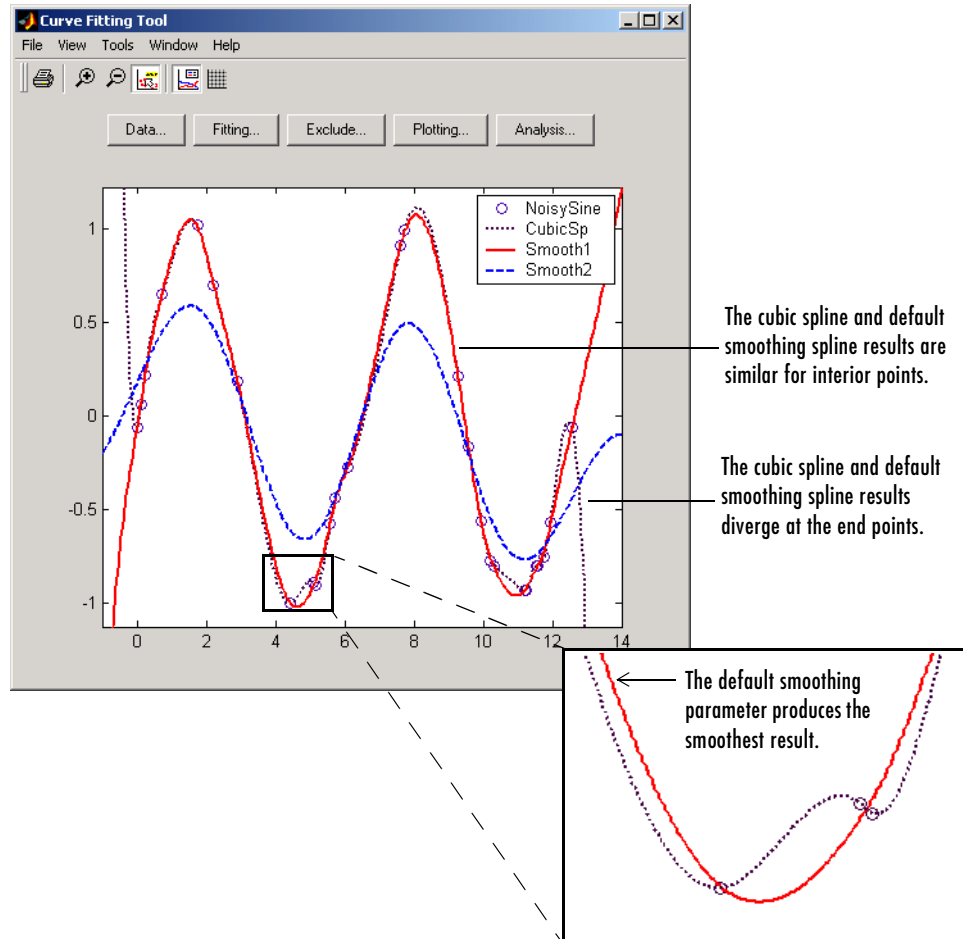 Curve Fitting Tool
File View Tools Window Help
Data... Fitting... Exclude... Plotting... Analysis...
NoisySine
CubicSp
Smooth1
Smooth2
1
0.5
0
-0.5
-1
0 2 4 6 8 10 12 14
The cubic spline and default
smoothing spline results are
similar for interior points.
The cubic spline and default
smoothing spline results
diverge at the end points.
The default smoothing
parameter produces the
smoothest result.